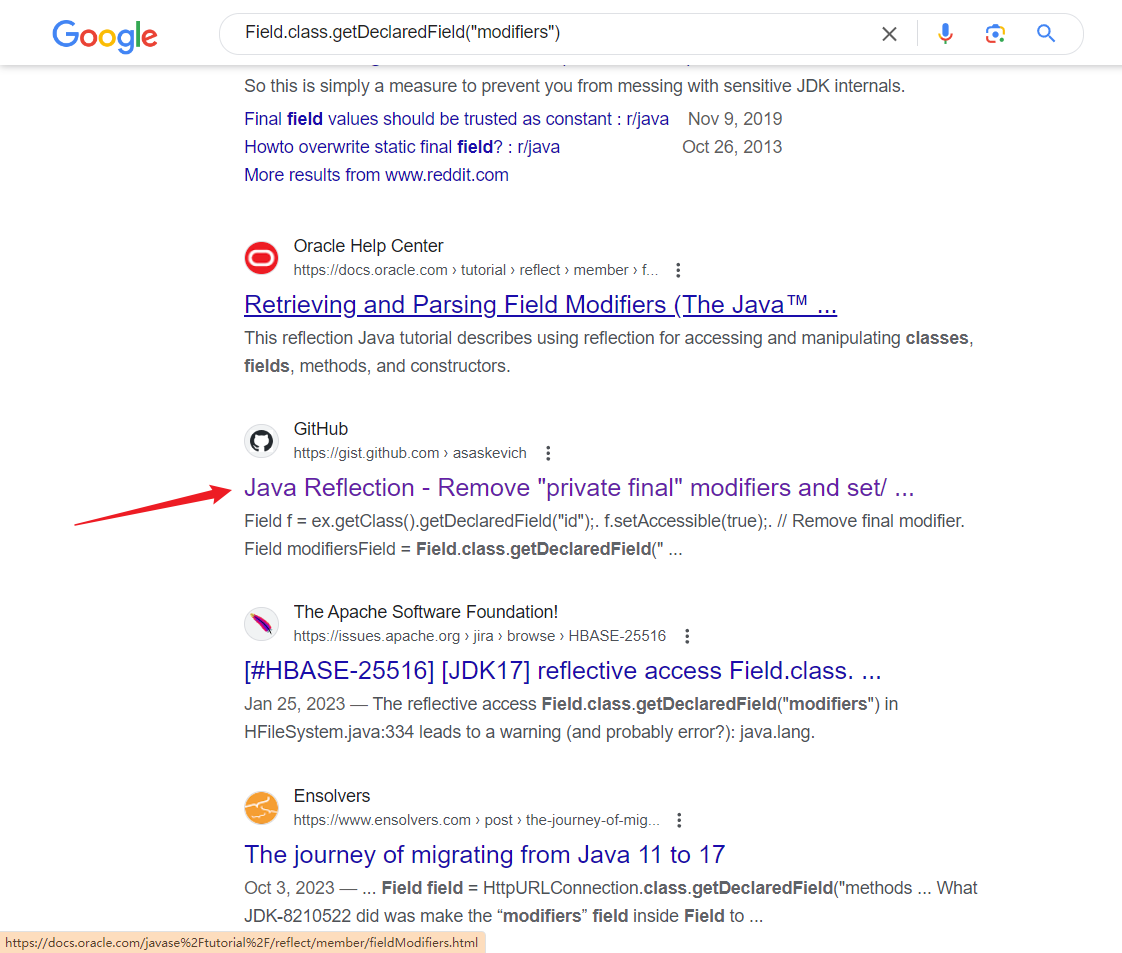 Google
Field.class.getDeclaredField("modifiers")
So this is simply a measure to prevent you from messing with sensitive JDK internals.
Final field values should be trusted as constant : r/java Nov 9, 2019
Howto overwrite static final field? : r/java Oct 26, 2013
More results from www.reddit.com
Oracle Help Center
https://docs.oracle.com › tutorial › reflect › member › f...
Retrieving and Parsing Field Modifiers (The Java™ ...
This reflection Java tutorial describes using reflection for accessing and manipulating classes,
fields, methods, and constructors.
GitHub
https://gist.github.com › asaskevich
Java Reflection - Remove "private final" modifiers and set/ ...
Field f = ex.getClass().getDeclaredField("id");. f.setAccessible(true);. // Remove final modifier.
Field modifiersField = Field.class.getDeclaredField(" ...
The Apache Software Foundation!
https://issues.apache.org › jira › browse › HBASE-25516
[#HBASE-25516] [JDK17] reflective access Field.class. ...
Jan 25, 2023 — The reflective access Field.class.getDeclaredField("modifiers") in
HFileSystem.java:334 leads to a warning (and probably error?): java.lang.
Ensolvers
https://www.ensolvers.com › post › the-journey-of-mig...
The journey of migrating from Java 11 to 17
Oct 3, 2023 — ... Field field = HttpURLConnection.class.getDeclaredField("methods ... What
JDK-8210522 did was make the “modifiers” field inside Field to ...
https://docs.oracle.com/javase%2Ftutorial%2F/reflect/member/fieldModifiers.html